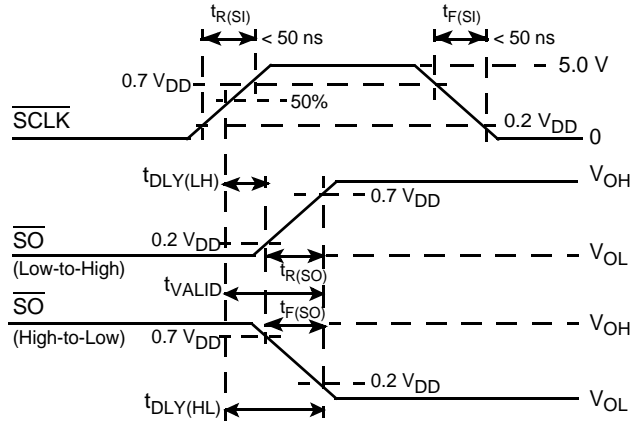 tR(SI) < 50 ns
tF(SI) < 50 ns
0.7 VDD
5.0 V
50%
SCLK
0.2 VDD
0
tDLY(LH)
VOH
0.7 VDD
SO
0.2 VDD
(Low-to-High)
tR(SO)
VOL
tVALID
SO
tF(SO)
VOH
(High-to-Low)
0.7 VDD
0.2 VDD
tDLY(HL)
VOL